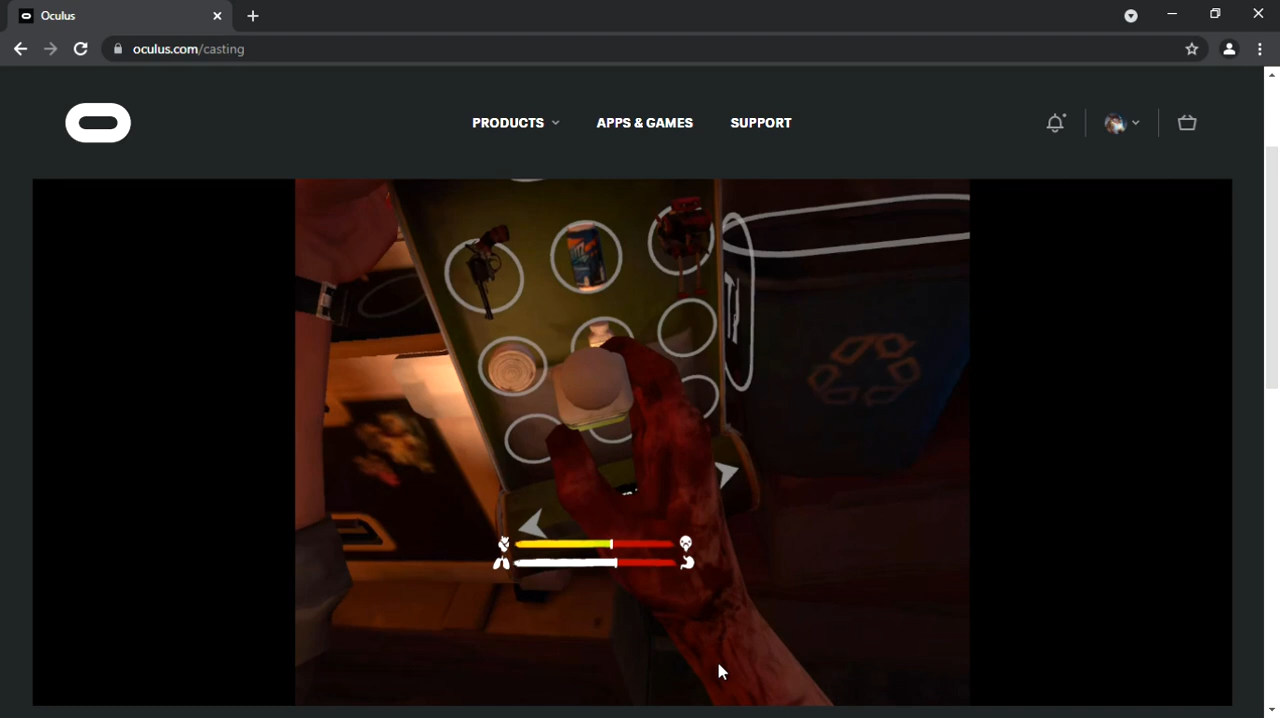 Oculus
oculus.com/casting
PRODUCTS
APPS & GAMES
SUPPORT